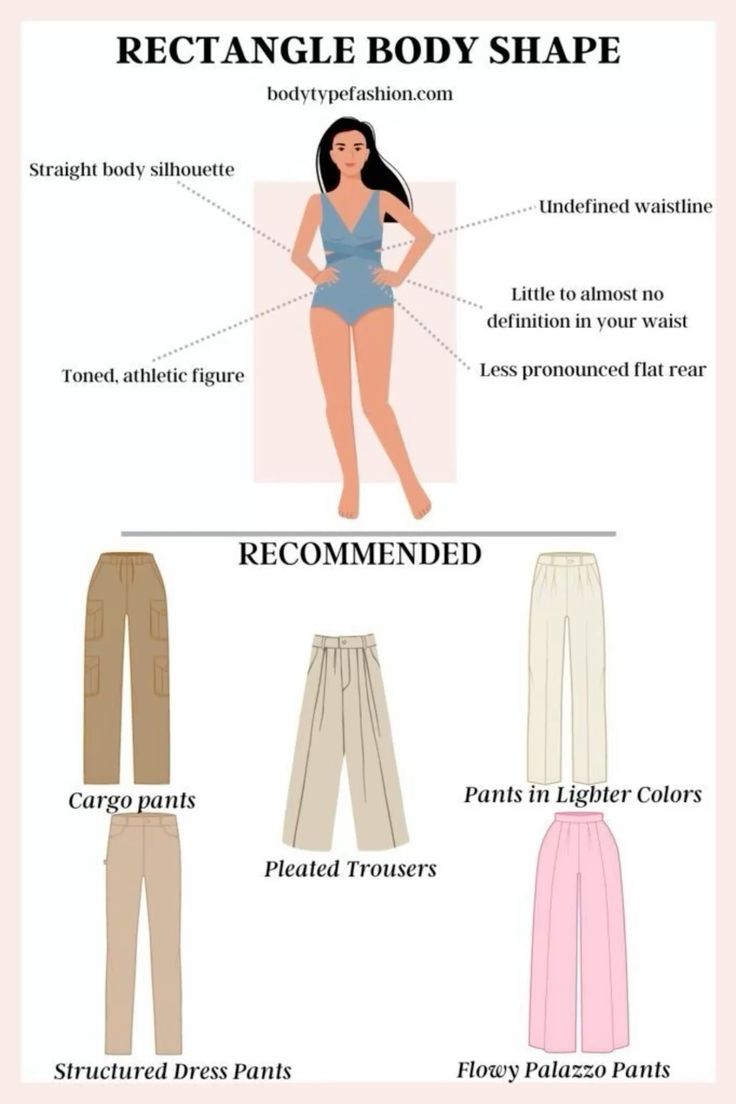 RECTANGLE BODY SHAPE
bodytypefashion.com
Straight body silhouette
Undefined waistline
Little to almost no
definition in your waist
Toned, athletic figure
Less pronounced flat rear
RECOMMENDED
Cargo pants
Pants in Lighter Colors
Pleated Trousers
Structured Dress Pants
Flowy Palazzo Pants